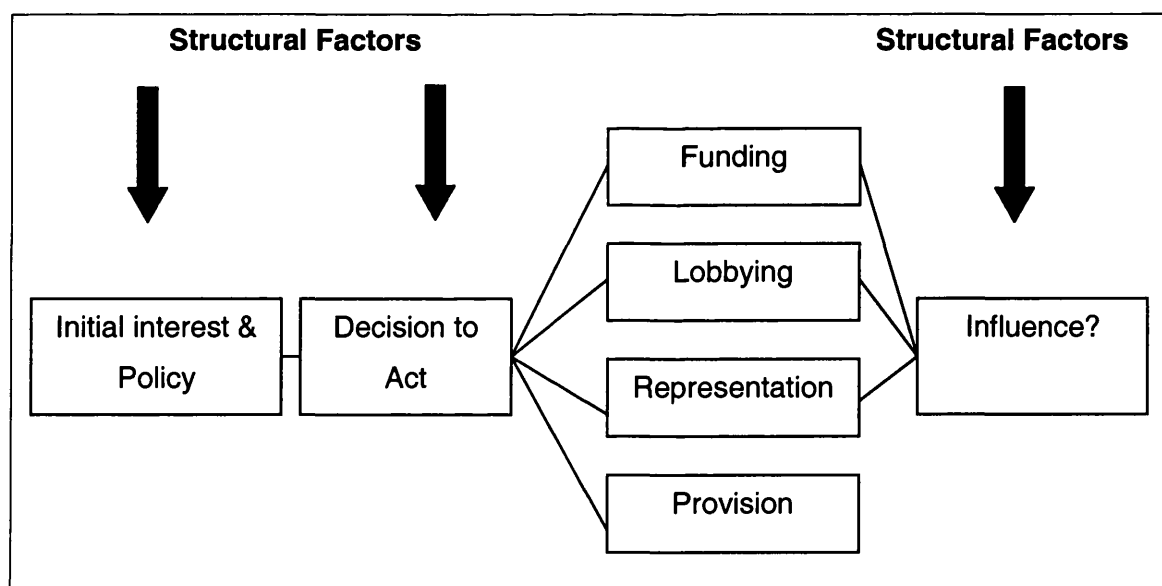 Structural Factors
Structural Factors
Funding
Lobbying
Initial interest &
Policy
Decision to
Act
Representation
Influence?
Provision